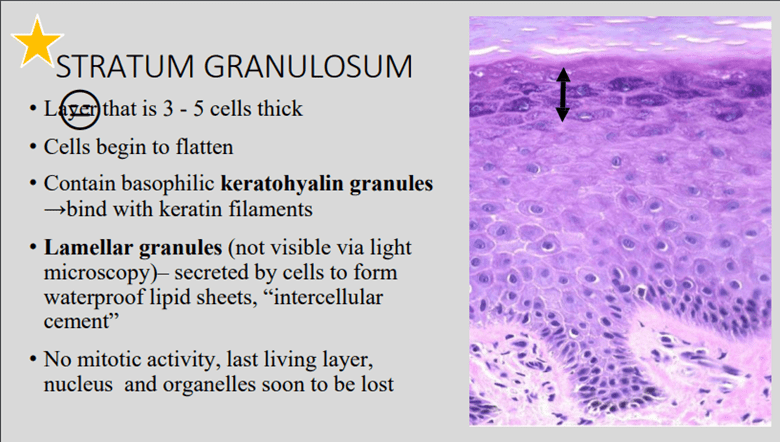 STRATUM GRANULOSUM
• Layer that is 3 - 5 cells thick
• Cells begin to flatten
• Contain basophilic keratohyalin granules
→bind with keratin filaments
• Lamellar granules (not visible via light
microscopy)– secreted by cells to form
waterproof lipid sheets, “intercellular
cement”
• No mitotic activity, last living layer,
nucleus  and organelles soon to be lost